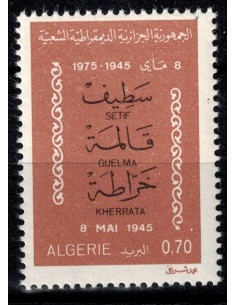 الجمهورية الجزائرية الديمقراطية الشعبية
8 ماي 1945-1975
سطيف
SETIF
قالمة
GUELMA
خراطة
KHERRATA
8 MAI 1945
ALGERIE البريد 0,70